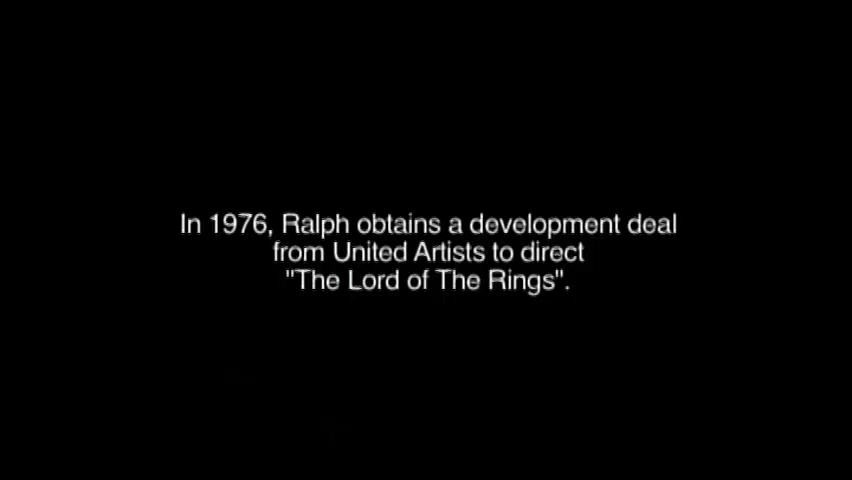 In 1976, Ralph obtains a development deal
from United Artists to direct
"The Lord of The Rings".